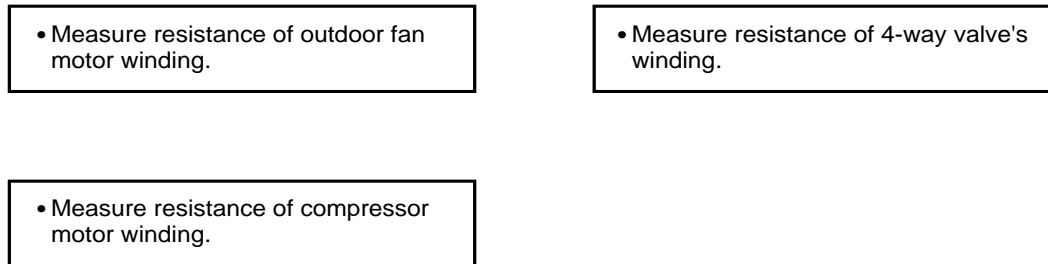 • Measure resistance of outdoor fan
motor winding.
• Measure resistance of 4-way valve's
winding.
• Measure resistance of compressor
motor winding.